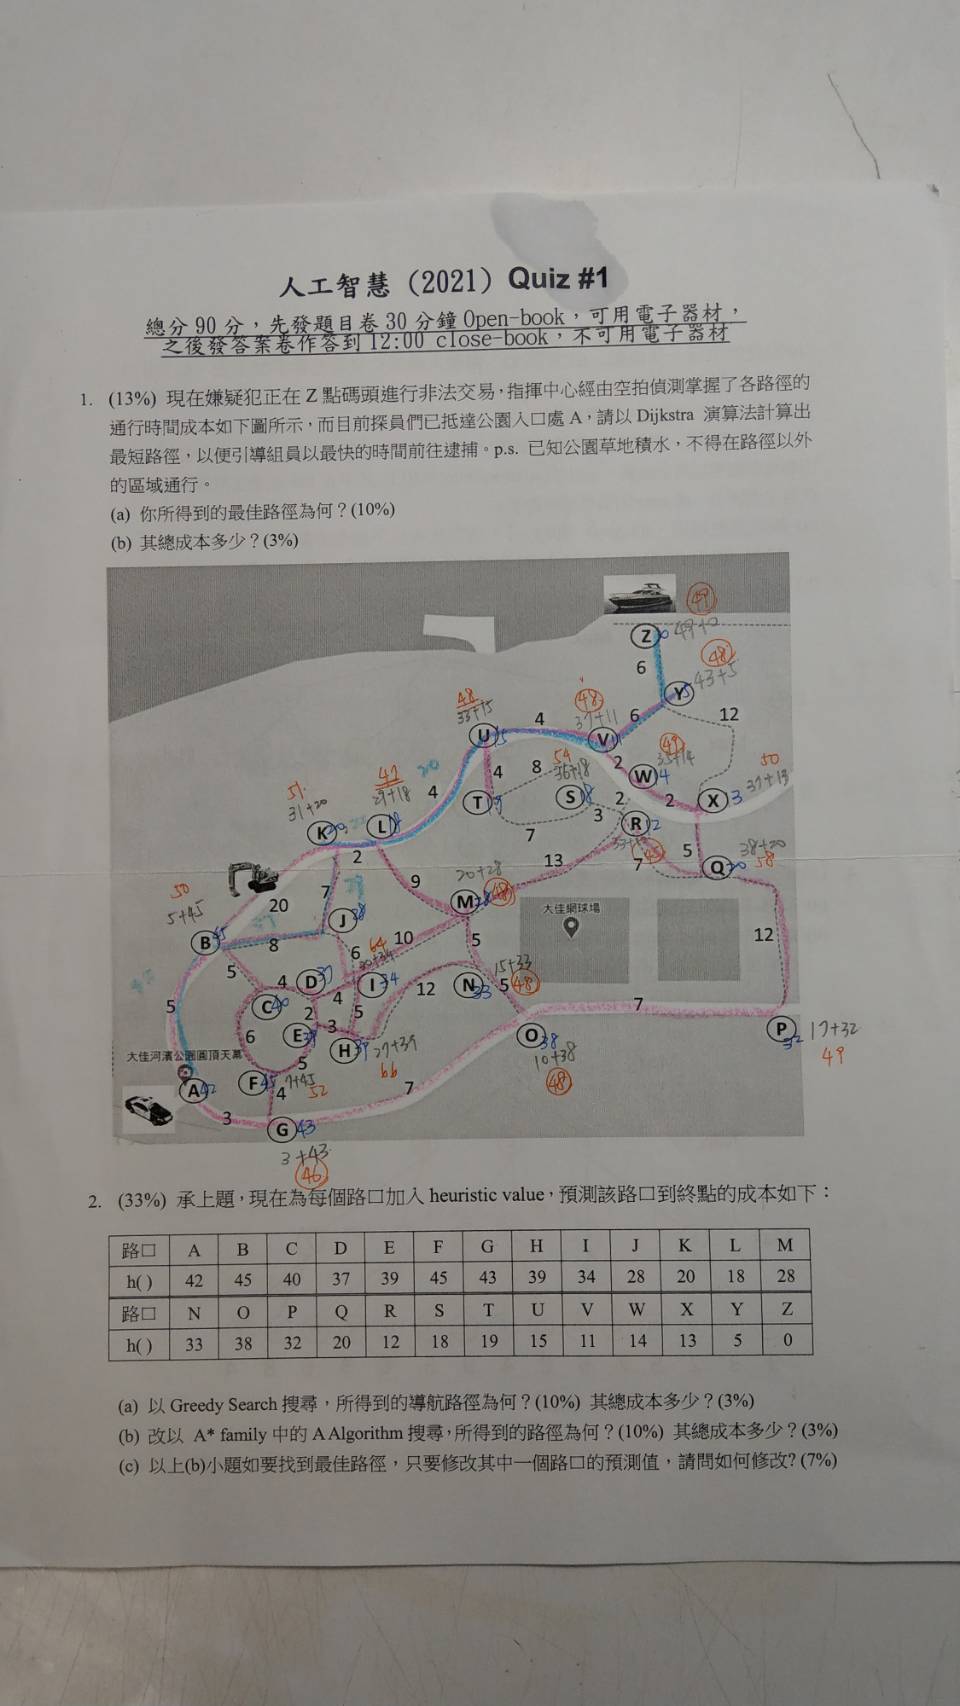 人工智慧（2021）Quiz #1
總分 90 分，先發題目卷 30 分鐘 Open-book，可用電子器材，
之後發答案卷作答到 12:00 close-book，不可用電子器材
1. (13%) 現在嫌疑犯正在 Z 點碼頭進行非法交易，指揮中心經由空拍偵測掌握了各路徑的
通行時間成本如下圖所示，而目前探員們已抵達公園入口處 A，請以 Dijkstra 演算法計算出
最短路徑，以便引導組員以最快的時間前往逮捕。p.s. 已知公園草地積水，不得在路徑以外
的區域通行。
(a) 你所得到的最佳路徑為何？(10%)
(b) 其總成本多少？(3%)
49
Z 0 49+0
48
6
Y 5 43+5
48
33+15
48
37+11
4
6
12
U 15
V 11
49
35+14
54
36+18
50
37+13
51
31+20
47
29+18
4
4
8
2
W 4
2
X 3
K 20
L 18
T 19
S 18
2
2
3
R 12
7
2
9
13
7
5
Q 20
38+20
58
20+28
50
5+45
20
7
M 28
48
大佳網球場
B 45
8
J 28
6
10
5
12
64
30+34
15+33
5
4
D 37
I 34
12
N 33
5
48
C 40
2
4
5
7
5
6
E 39
3
H 39
27+39
66
O 38
10+38
48
P 32
17+32
49
大佳河濱公園圓頂天幕
5
F 45
7+45
52
A 42
4
7
3
G 43
3+43
46
2. (33%) 承上題，現在為每個路口加入 heuristic value，預測該路口到終點的成本如下：
路口 A B C D E F G H I J K L M
h( ) 42 45 40 37 39 45 43 39 34 28 20 18 28
路口 N O P Q R S T U V W X Y Z
h( ) 33 38 32 20 12 18 19 15 11 14 13 5 0
(a) 以 Greedy Search 搜尋，所得到的導航路徑為何？(10%) 其總成本多少？(3%)
(b) 改以 A* family 中的 A Algorithm 搜尋，所得到的路徑為何？(10%) 其總成本多少？(3%)
(c) 以上(b)小題如要找到最佳路徑，只要修改其中一個路口的預測值，請問如何修改? (7%)